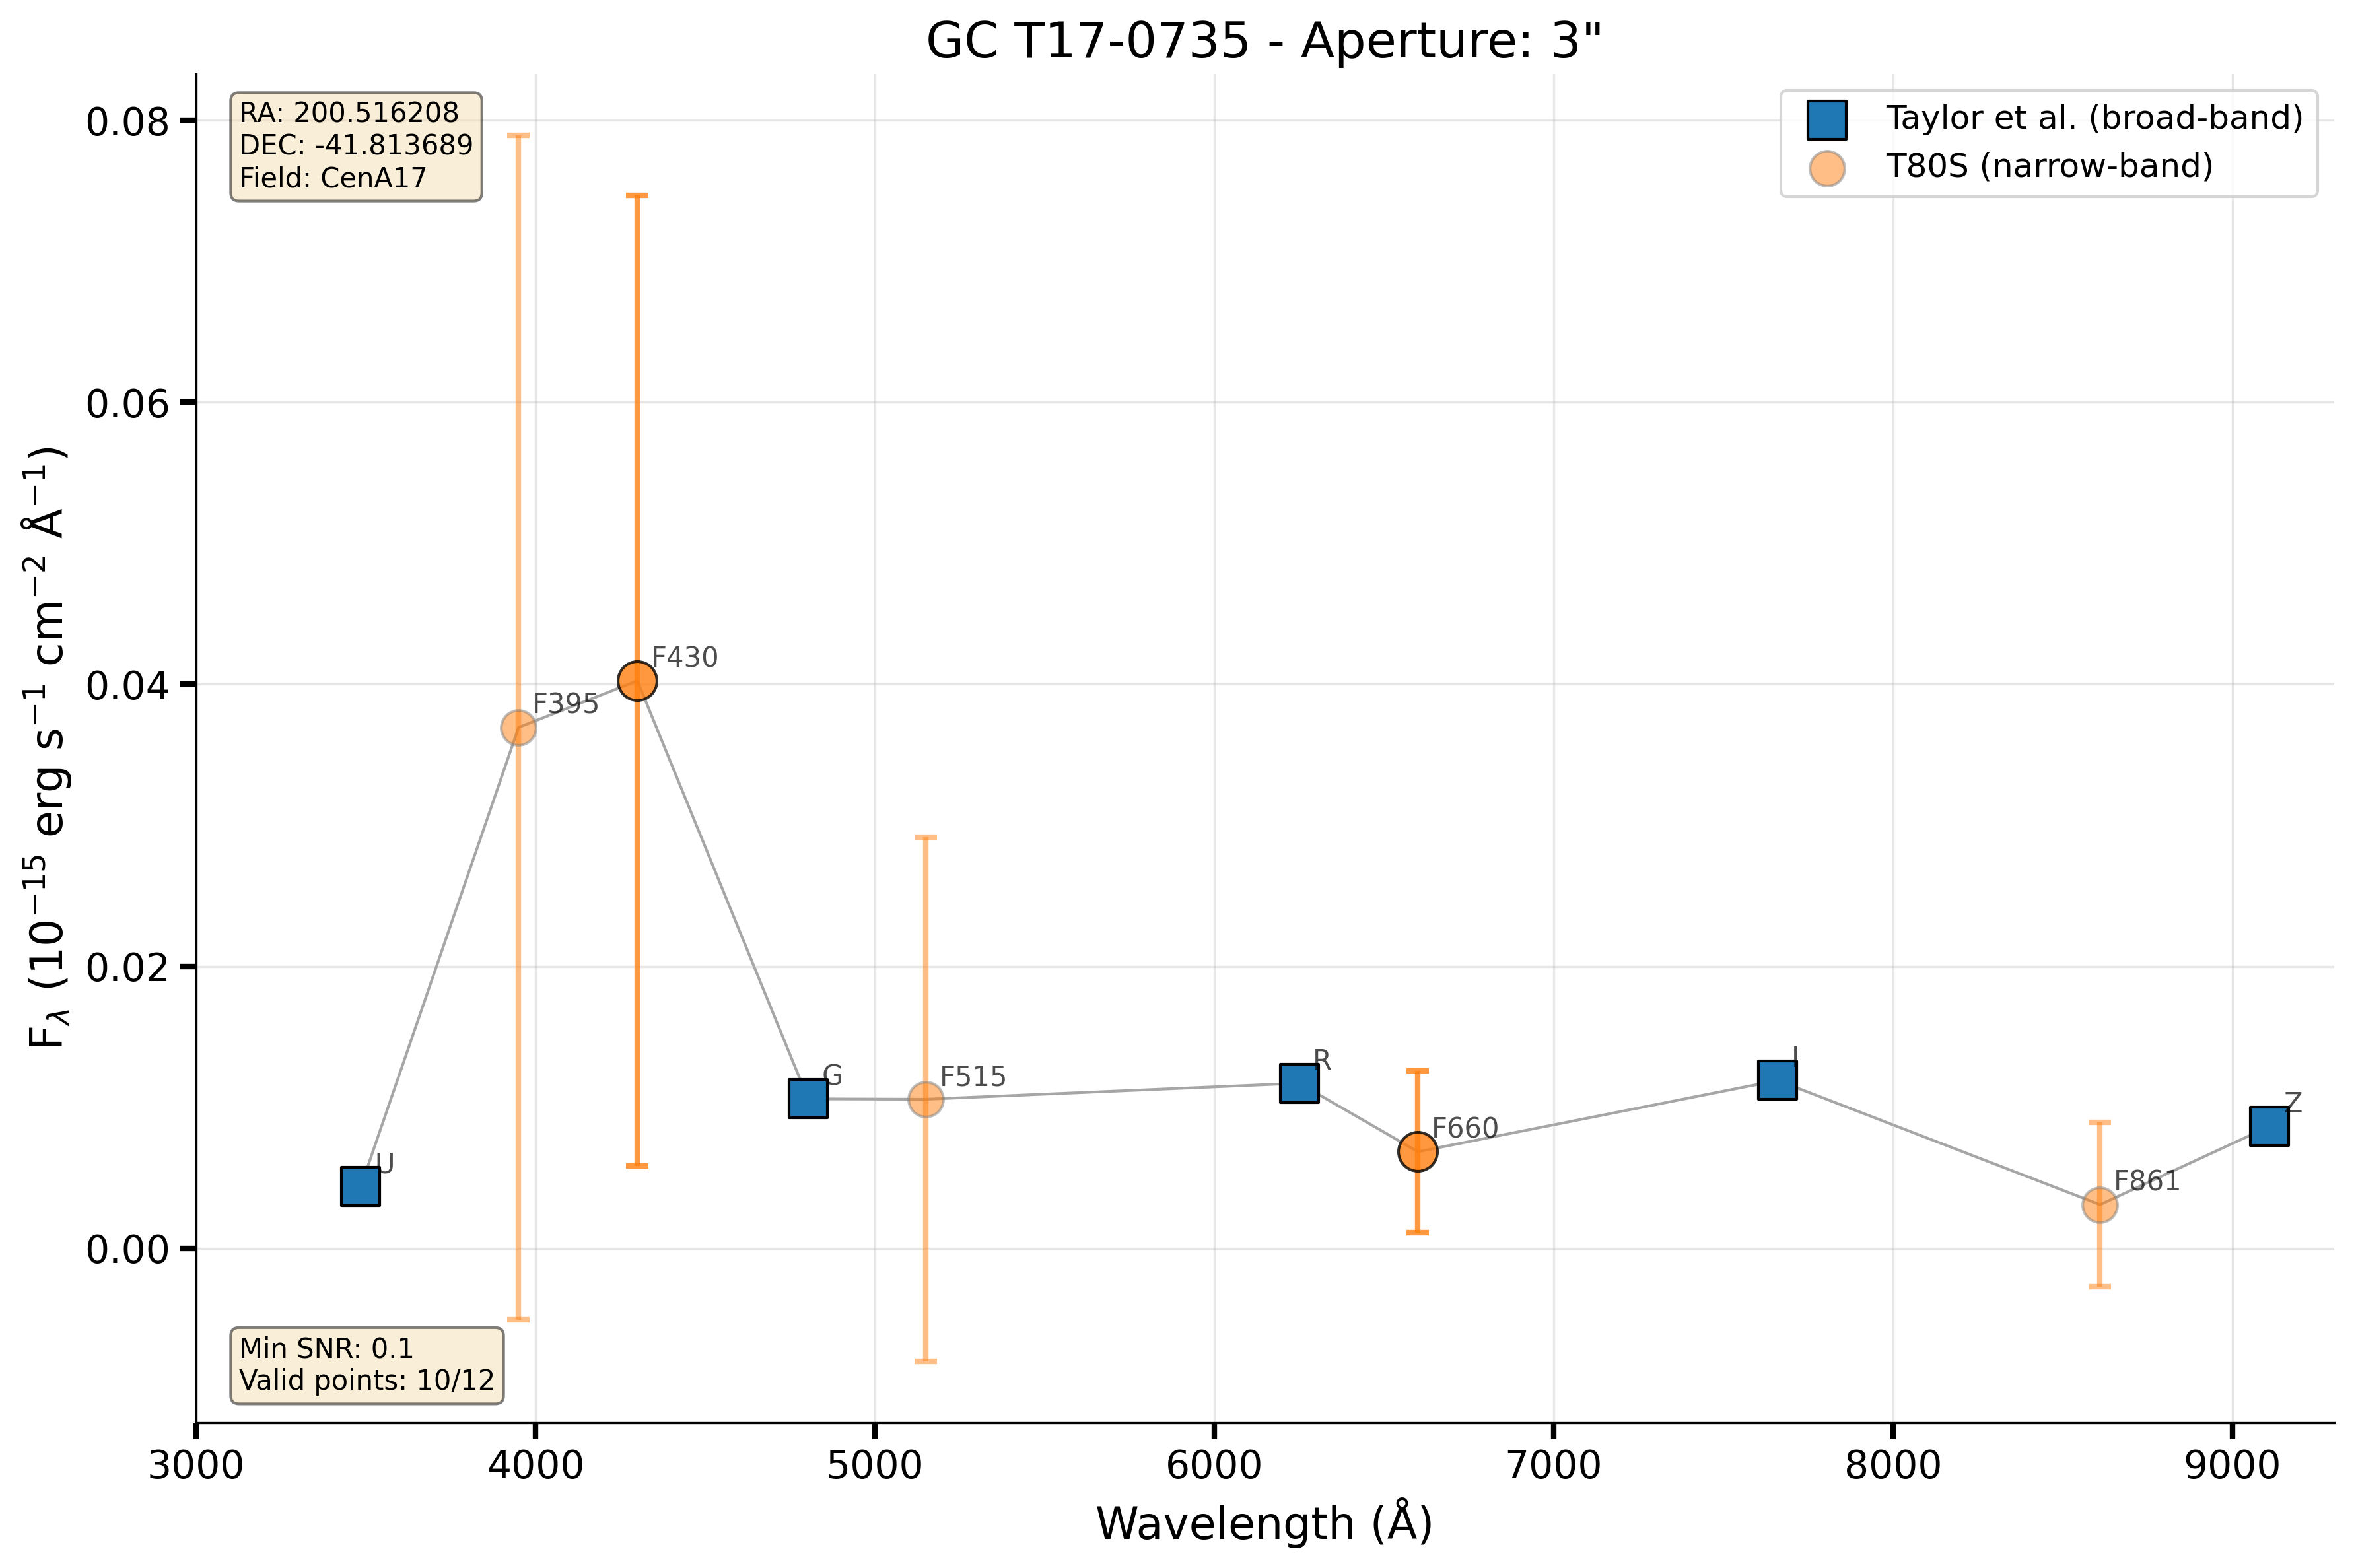 GC T17-0735 - Aperture: 3"
RA: 200.516208
DEC: -41.813689
Field: CenA17
Taylor et al. (broad-band)
T80S (narrow-band)
0.08
0.06
0.04
0.02
0.00
F_λ (10⁻¹⁵ erg s⁻¹ cm⁻² Å⁻¹)
U
F395
F430
G
F515
R
F660
I
F861
Z
Min SNR: 0.1
Valid points: 10/12
3000 4000 5000 6000 7000 8000 9000
Wavelength (Å)